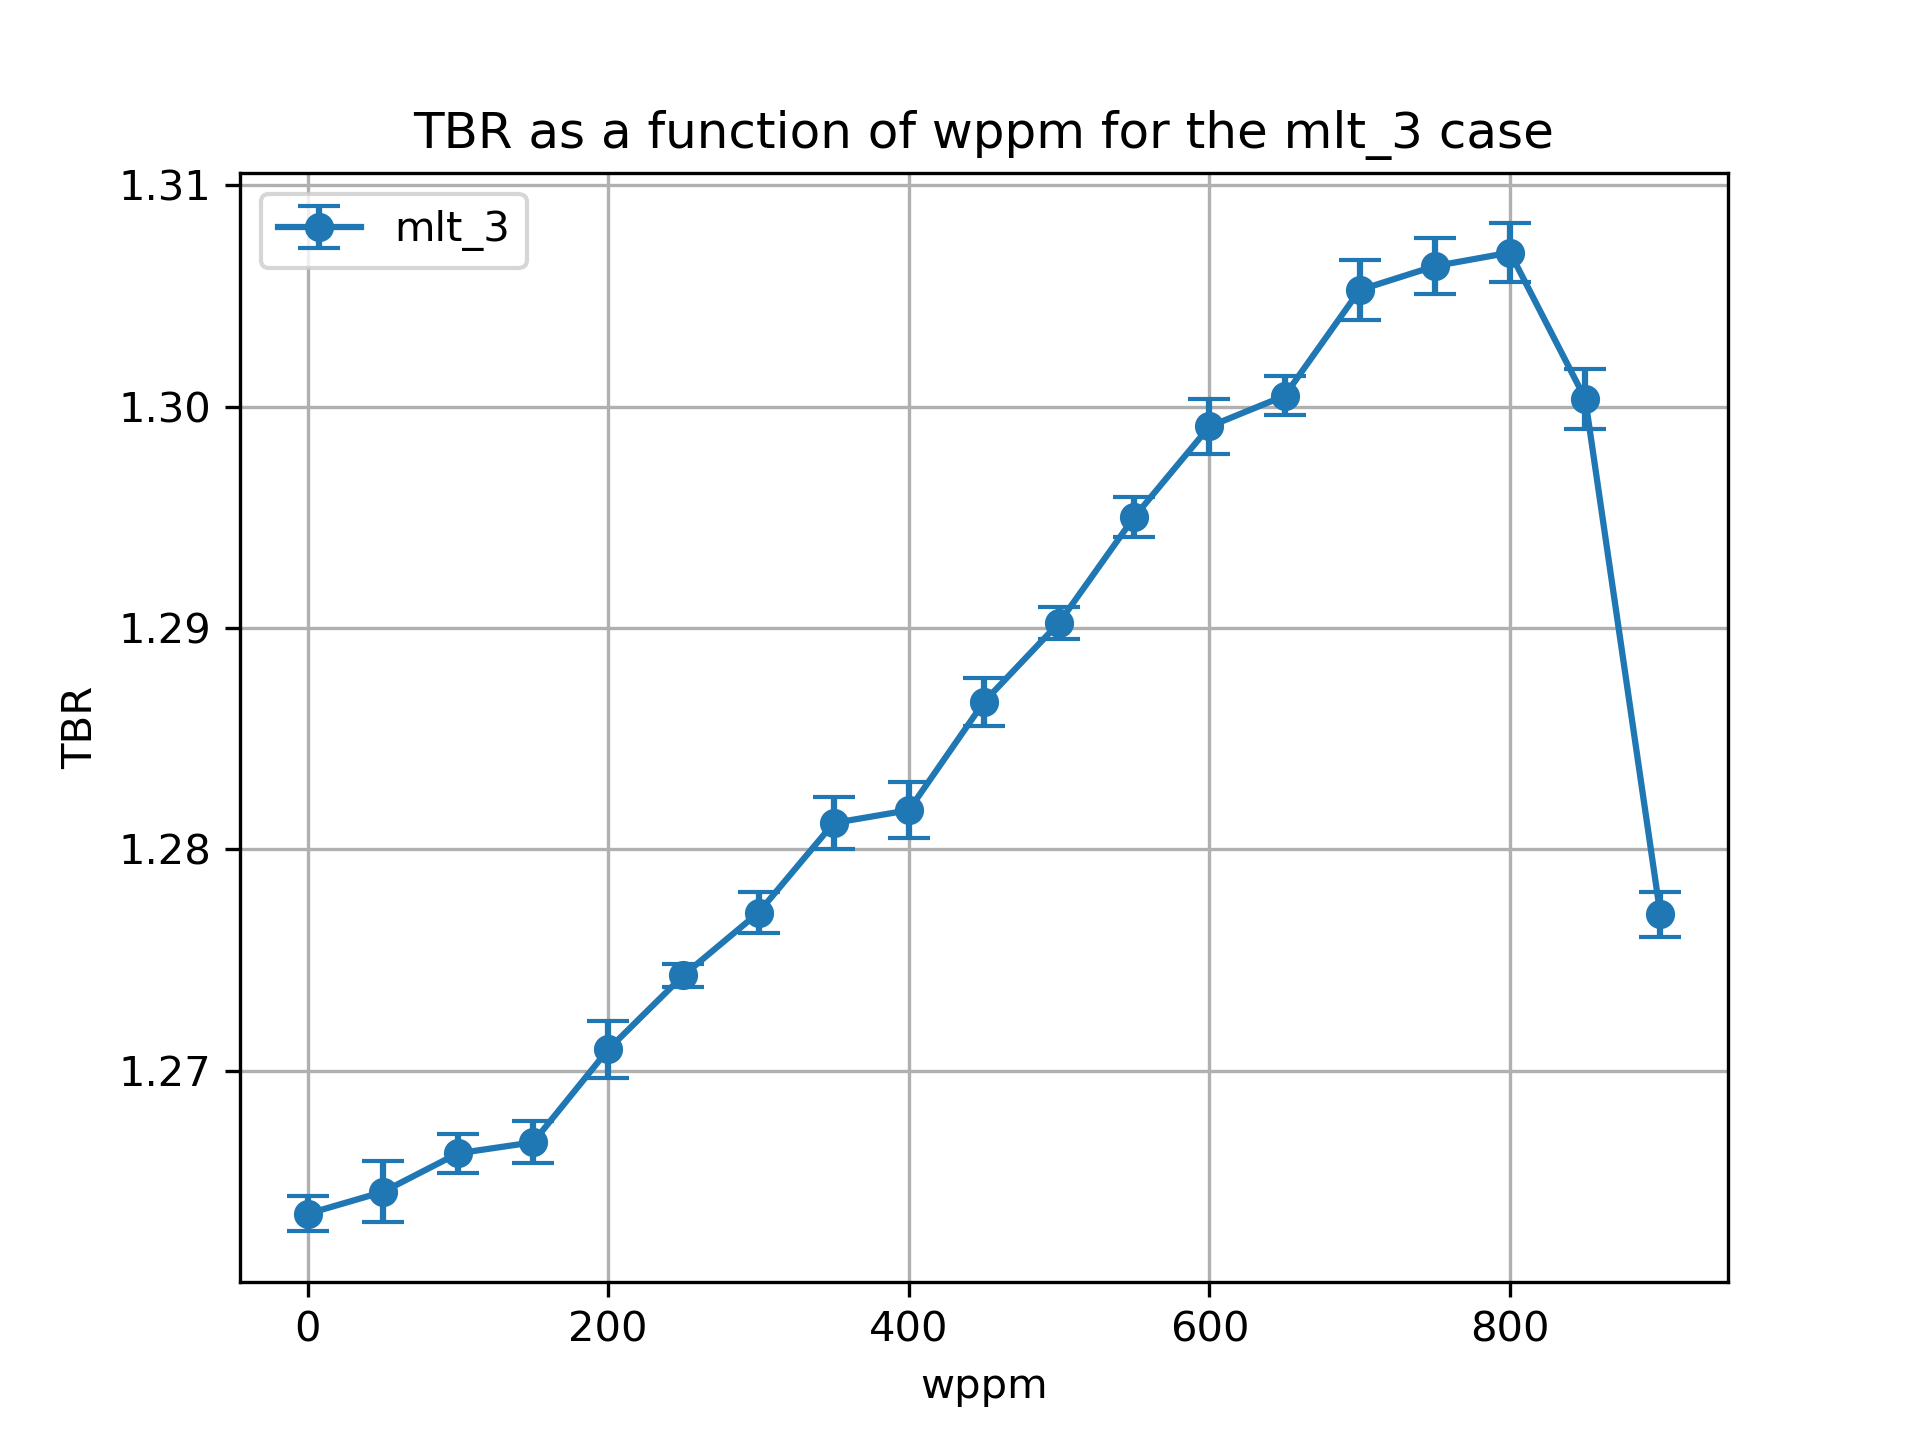 TBR as a function of wppm for the mlt_3 case
mlt_3
1.31
1.30
1.29
1.28
1.27
TBR
0 200 400 600 800
wppm